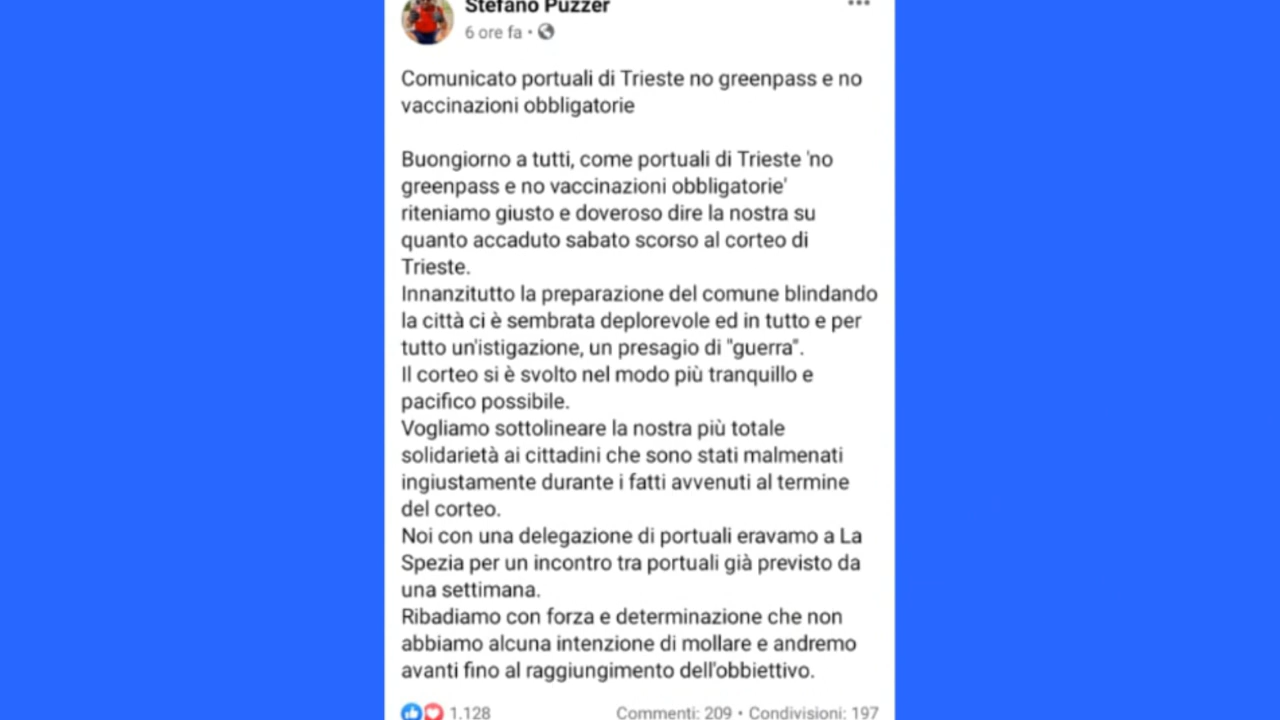 Stefano Puzzer
6 ore fa •
Comunicato portuali di Trieste no greenpass e no
vaccinazioni obbligatorie
Buongiorno a tutti, come portuali di Trieste 'no
greenpass e no vaccinazioni obbligatorie'
riteniamo giusto e doveroso dire la nostra su
quanto accaduto sabato scorso al corteo di
Trieste.
Innanzitutto la preparazione del comune blindando
la città ci è sembrata deplorevole ed in tutto e per
tutto un'istigazione, un presagio di "guerra".
Il corteo si è svolto nel modo più tranquillo e
pacifico possibile.
Vogliamo sottolineare la nostra più totale
solidarietà ai cittadini che sono stati malmenati
ingiustamente durante i fatti avvenuti al termine
del corteo.
Noi con una delegazione di portuali eravamo a La
Spezia per un incontro tra portuali già previsto da
una settimana.
Ribadiamo con forza e determinazione che non
abbiamo alcuna intenzione di mollare e andremo
avanti fino al raggiungimento dell'obbiettivo.
1.128 Commenti: 209 • Condivisioni: 197